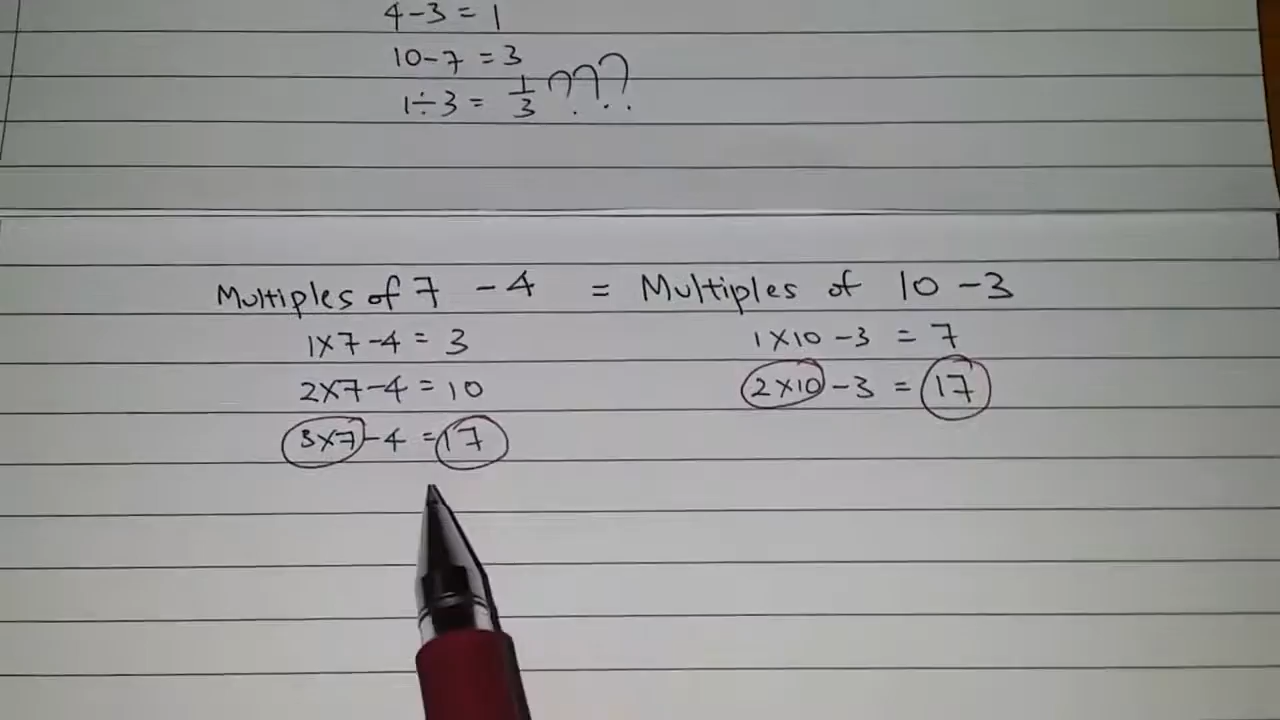 4-3 = 1
10-7 = 3
1÷3 = 1/3 ???
Multiples of 7 - 4 = Multiples of 10 - 3
1x7-4 = 3
1x10-3 = 7
2x7-4 = 10
2x10-3 = 17
3x7-4 = 17